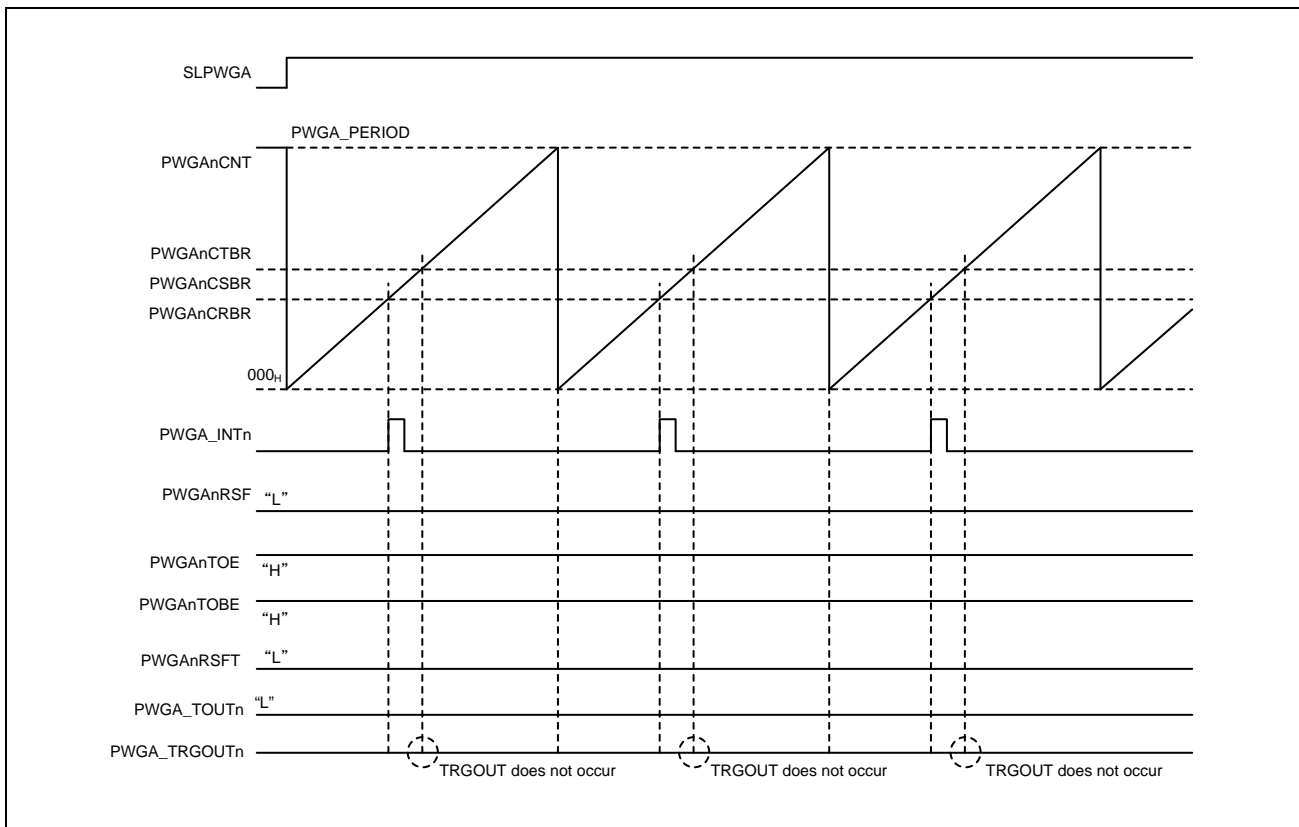 SLPWGA
PWGA_PERIOD
PWGAnCNT
PWGAnCTBR
PWGAnCSBR
PWGAnCRBR
000H
PWGA_INTn
PWGAnRSF "L"
PWGAnTOE "H"
PWGAnTOBE "H"
PWGAnRSFT "L"
PWGA_TOUTn "L"
PWGA_TRGOUTn
TRGOUT does not occur TRGOUT does not occur TRGOUT does not occur